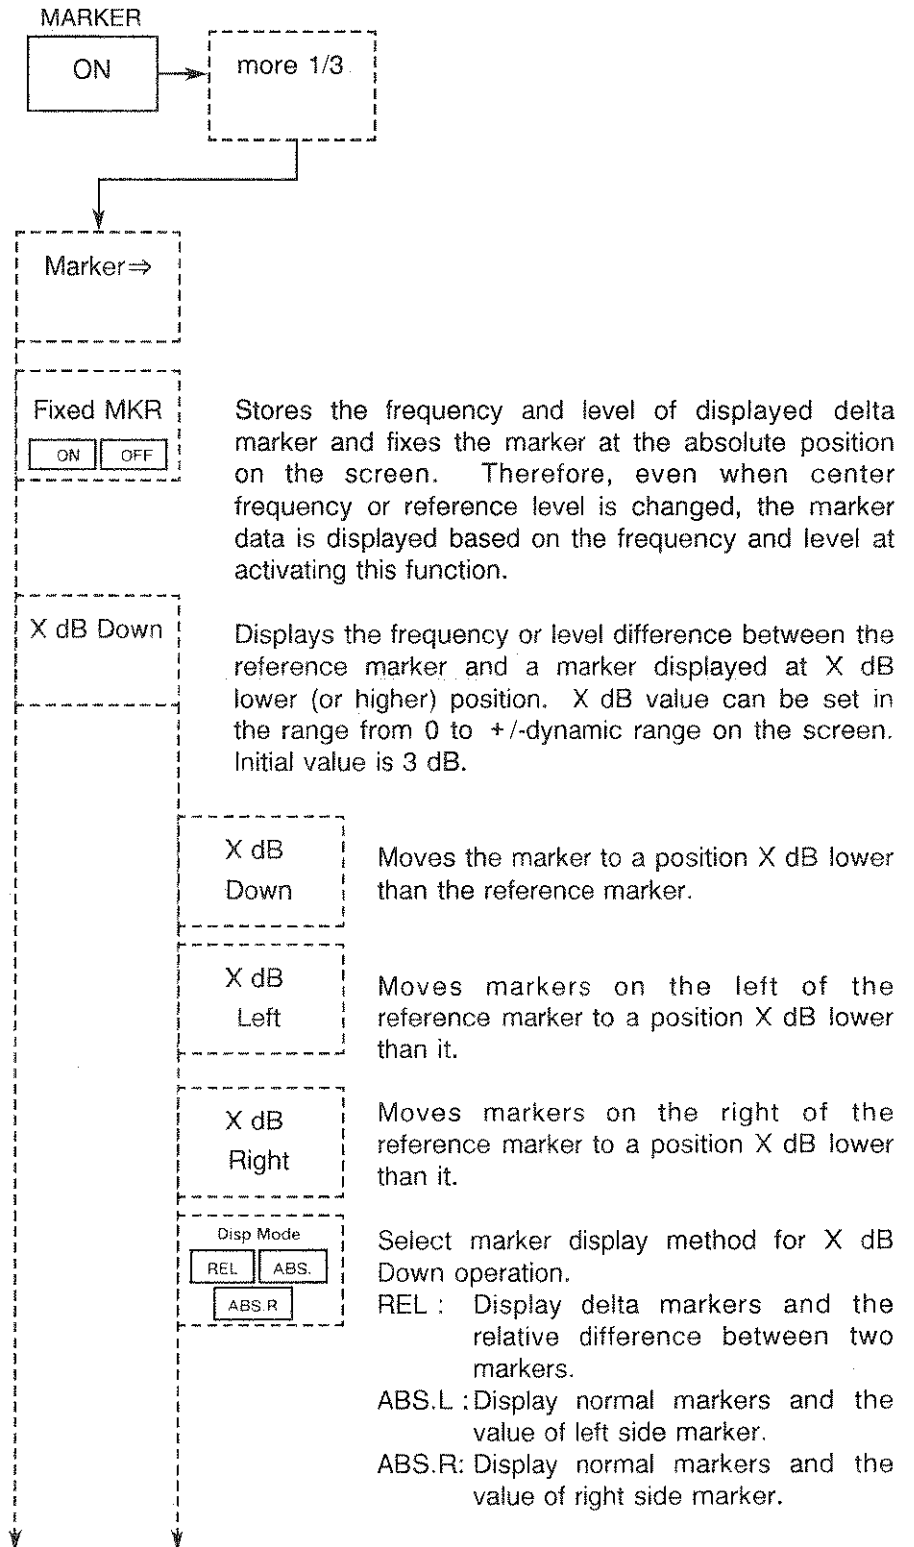 MARKER
ON
more 1/3
Marker⇒
Fixed MKR
ON OFF
Stores the frequency and level of displayed delta
marker and fixes the marker at the absolute position
on the screen. Therefore, even when center
frequency or reference level is changed, the marker
data is displayed based on the frequency and level at
activating this function.
X dB Down
Displays the frequency or level difference between the
reference marker and a marker displayed at X dB
lower (or higher) position. X dB value can be set in
the range from 0 to +/-dynamic range on the screen.
Initial value is 3 dB.
X dB
Down
Moves the marker to a position X dB lower
than the reference marker.
X dB
Left
Moves markers on the left of the
reference marker to a position X dB lower
than it.
X dB
Right
Moves markers on the right of the
reference marker to a position X dB lower
than it.
Disp Mode
REL ABS.
ABS.R
Select marker display method for X dB
Down operation.
REL : Display delta markers and the
relative difference between two
markers.
ABS.L :Display normal markers and the
value of left side marker.
ABS.R: Display normal markers and the
value of right side marker.